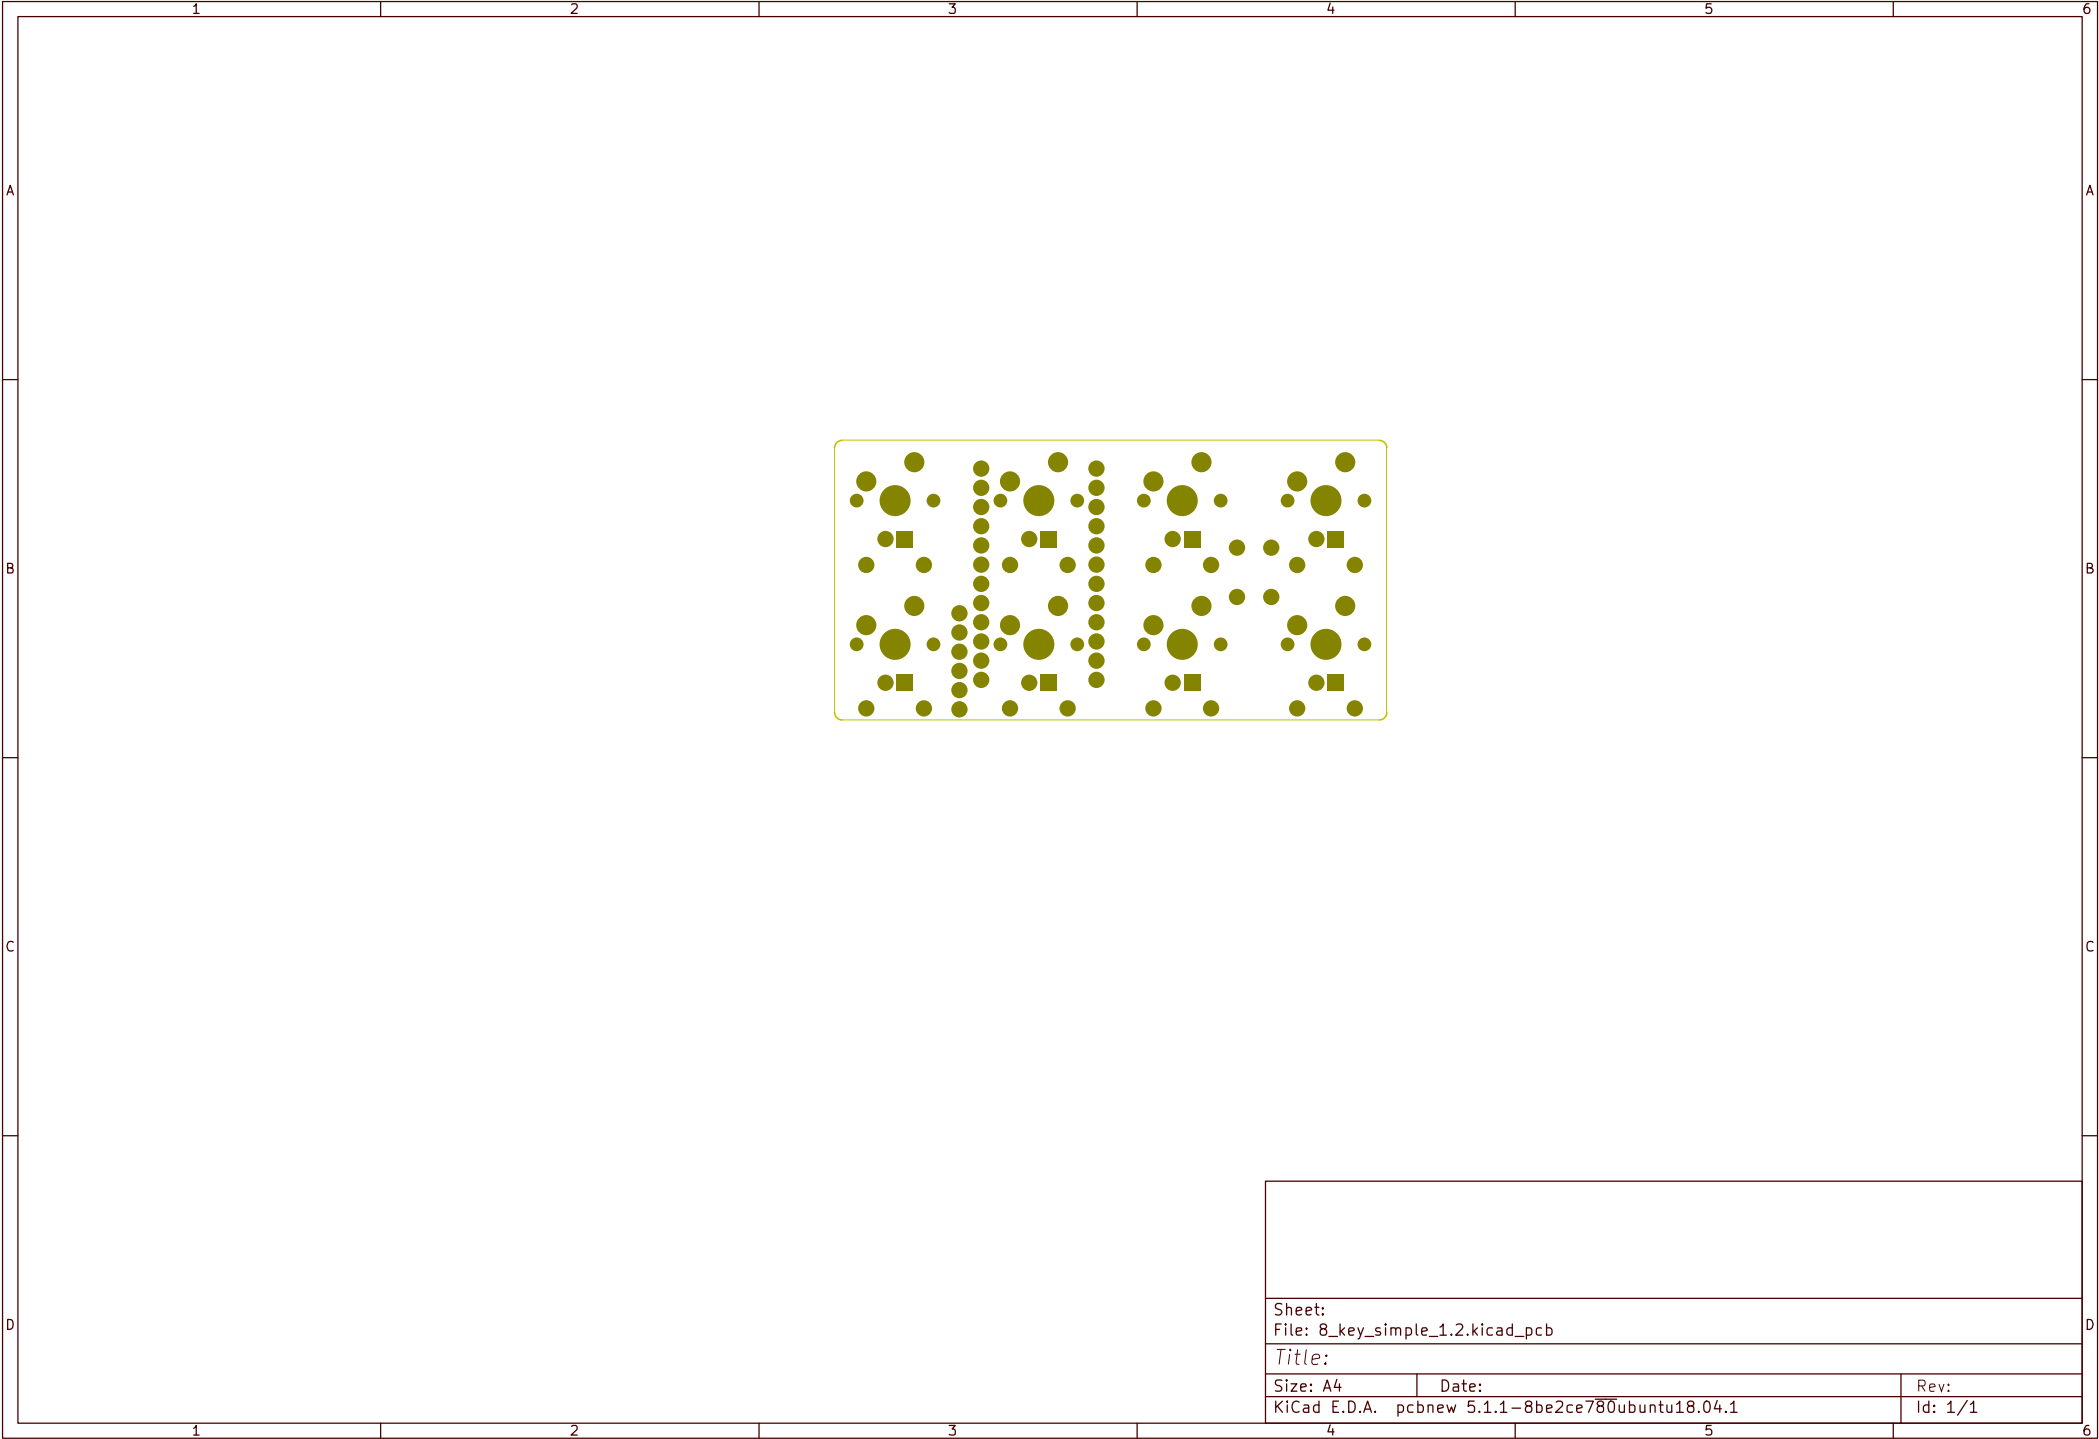 1 2 3 4 5 6
A A
B B
C C
D D
Sheet:
File: 8_key_simple_1.2.kicad_pcb
Title:
Size: A4 Date: Rev:
KiCad E.D.A. pcbnew 5.1.1-8be2ce780ubuntu18.04.1 Id: 1/1
1 2 3 4 5 6